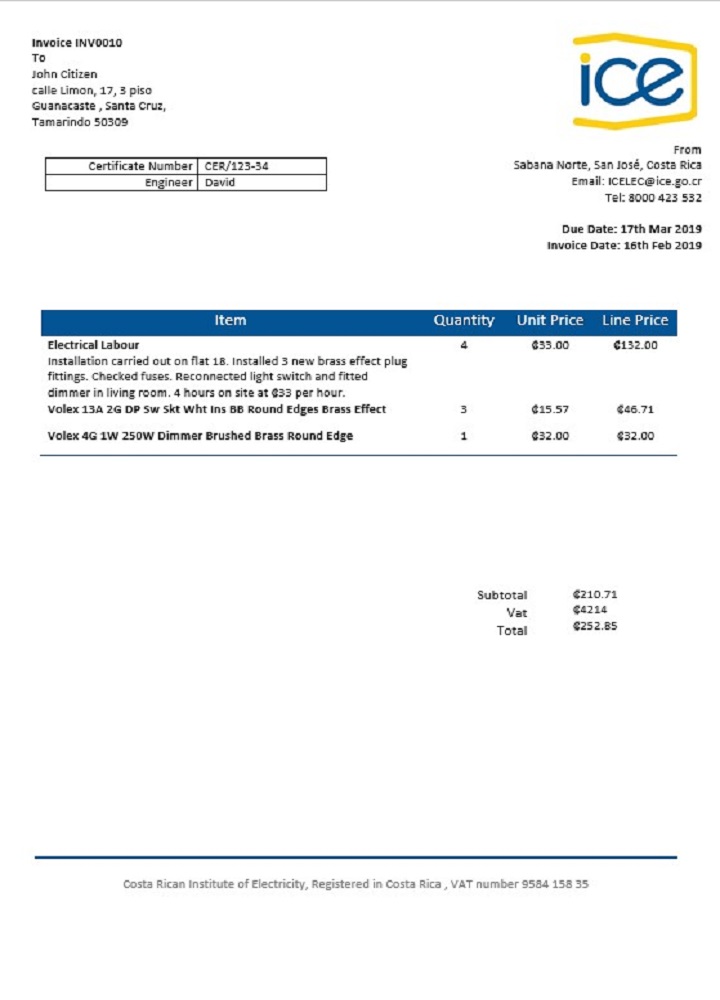 Invoice INV0010
To
John Citizen
calle Limon, 17, 3 piso
Guanacaste , Santa Cruz,
Tamarindo 50309
ice
Certificate Number CER/123-34
Engineer David
From
Sabana Norte, San José, Costa Rica
Email: ICELEC@ice.go.cr
Tel: 8000 423 532
Due Date: 17th Mar 2019
Invoice Date: 16th Feb 2019
Item Quantity Unit Price Line Price
Electrical Labour 4 ₡33.00 ₡132.00
Installation carried out on flat 18. Installed 3 new brass effect plug
fittings. Checked fuses. Reconnected light switch and fitted
dimmer in living room. 4 hours on site at ₡33 per hour.
Volex 13A 2G DP Sw Skt Wht Ins BB Round Edges Brass Effect 3 ₡15.57 ₡46.71
Volex 4G 1W 250W Dimmer Brushed Brass Round Edge 1 ₡32.00 ₡32.00
Subtotal ₡210.71
Vat ₡4214
Total ₡252.85
Costa Rican Institute of Electricity, Registered in Costa Rica , VAT number 9584 158 35